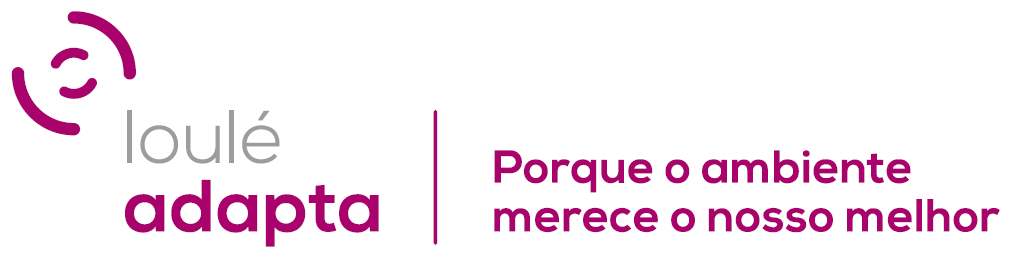 loulé
adapta
Porque o ambiente
merece o nosso melhor